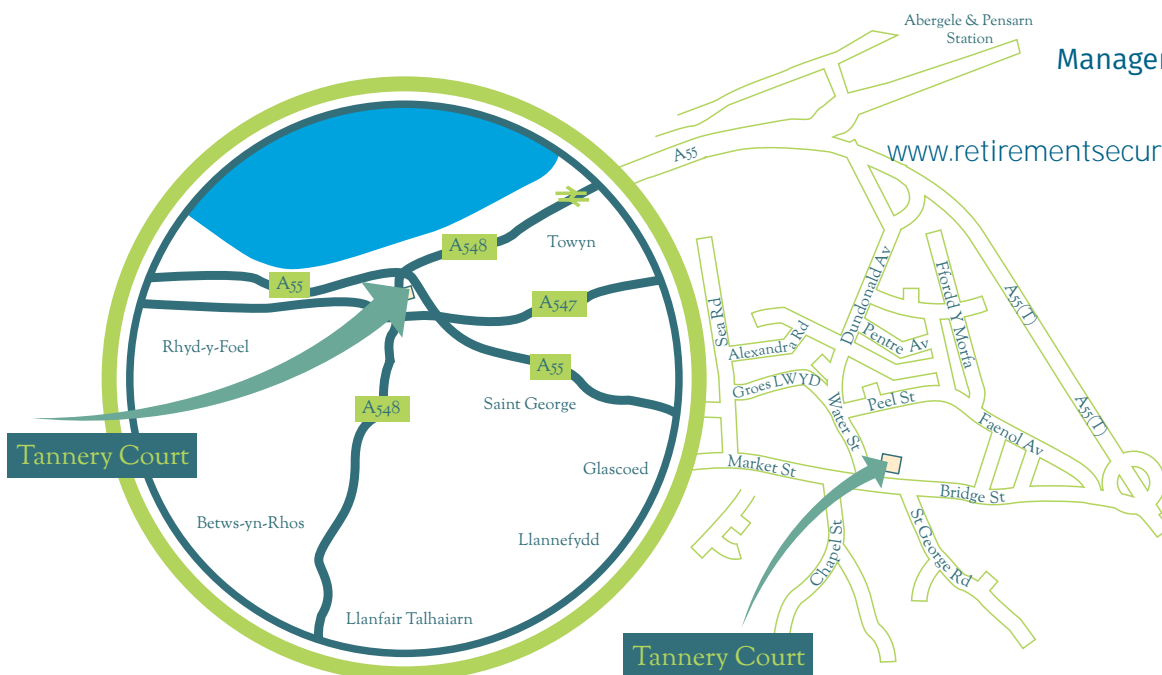 Abergele & Pensarn
Station
Manager
www.retirementsecur
A55
A548
Towyn
A55
A547
Rhyd-y-Foel
A55
A548
Saint George
Tannery Court
Glascoed
Betws-yn-Rhos
Llannefydd
Llanfair Talhaiarn
Sea Rd
Alexandra Rd
Groes LWYD
Dundonald Av
Pentre Av
Ffordd Y Morfa
A55(T)
A55(T)
Water St
Peel St
Faenol Av
Market St
Bridge St
Chapel St
St George Rd
Tannery Court